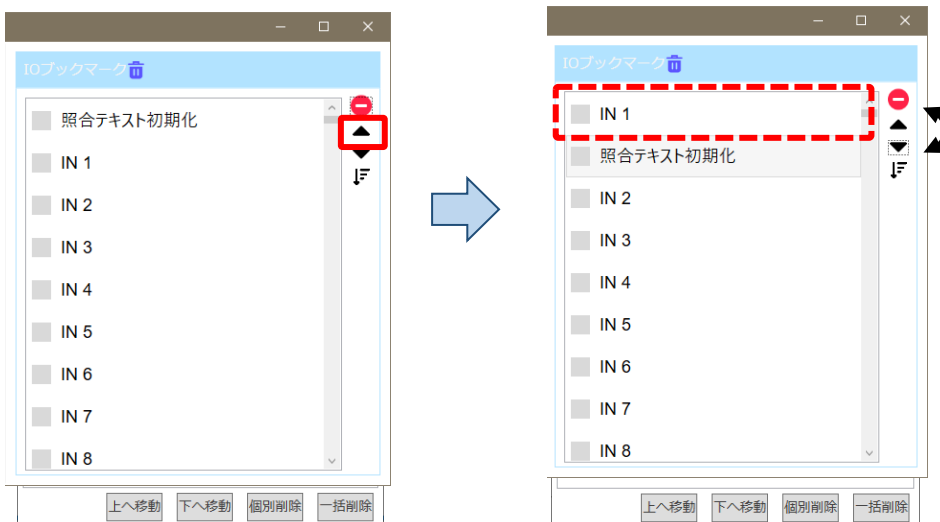 IOブックマーク
照合テキスト初期化
IN 1
IN 2
IN 3
IN 4
IN 5
IN 6
IN 7
IN 8
上へ移動 下へ移動 個別削除 一括削除
IOブックマーク
IN 1
照合テキスト初期化
IN 2
IN 3
IN 4
IN 5
IN 6
IN 7
IN 8
上へ移動 下へ移動 個別削除 一括削除